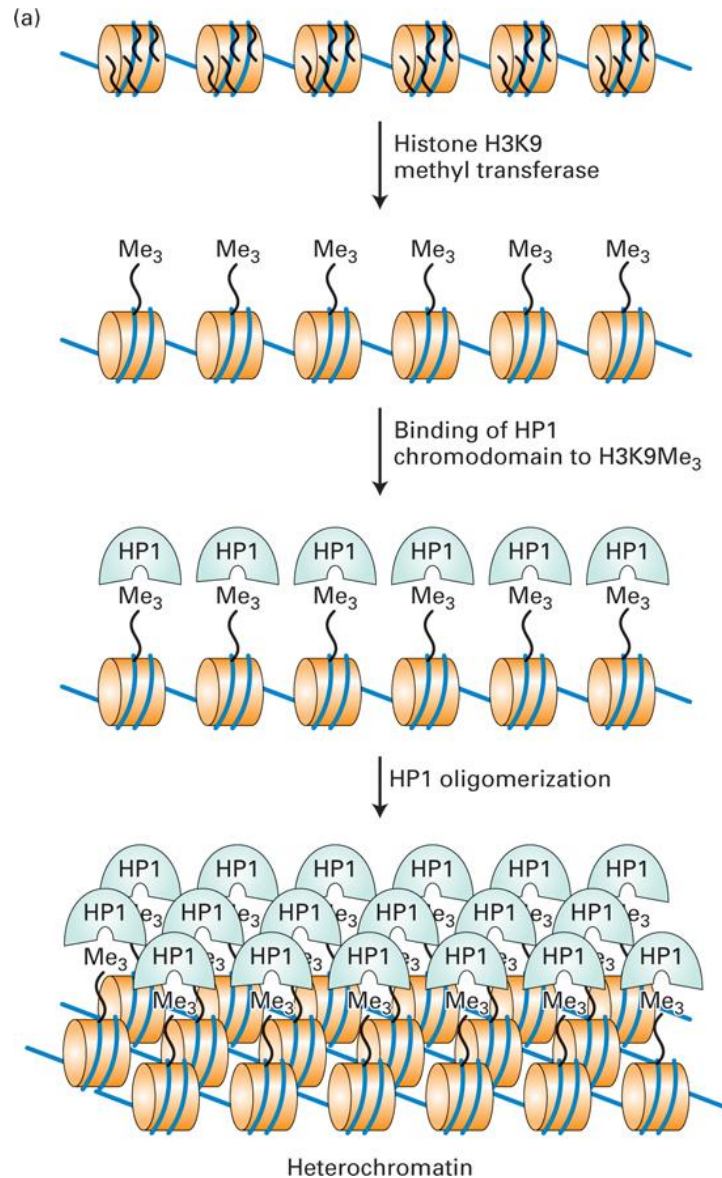 (a)
Histone H3K9
methyl transferase
Me₃ Me₃ Me₃ Me₃ Me₃ Me₃
Binding of HP1
chromodomain to H3K9Me₃
HP1 HP1 HP1 HP1 HP1 HP1
Me₃ Me₃ Me₃ Me₃ Me₃ Me₃
HP1 oligomerization
HP1 HP1 HP1 HP1 HP1 HP1
HP1 HP1 HP1 HP1 HP1 HP1 Me₃
Me₃ HP1 HP1 HP1 HP1 HP1 HP1
Me₃ Me₃ Me₃ Me₃ Me₃ Me₃
Heterochromatin